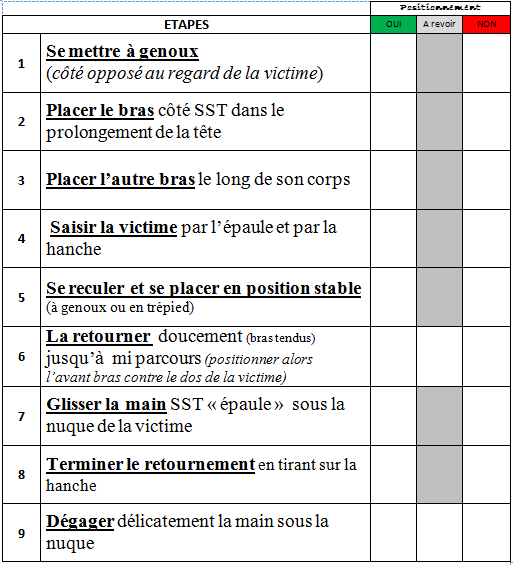 Positionnement
ETAPES OUI A revoir NON
1 Se mettre à genoux
(côté opposé au regard de la victime)
2 Placer le bras côté SST dans le
prolongement de la tête
3 Placer l’autre bras le long de son corps
4 Saisir la victime par l’épaule et par la
hanche
5 Se reculer et se placer en position stable
(à genoux ou en trépied)
6 La retourner doucement (bras tendus)
jusqu’à mi parcours (positionner alors
l’avant bras contre le dos de la victime)
7 Glisser la main SST « épaule » sous la
nuque de la victime
8 Terminer le retournement en tirant sur la
hanche
9 Dégager délicatement la main sous la
nuque